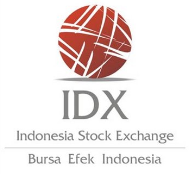 IDX
Indonesia Stock Exchange
Bursa Efek Indonesia